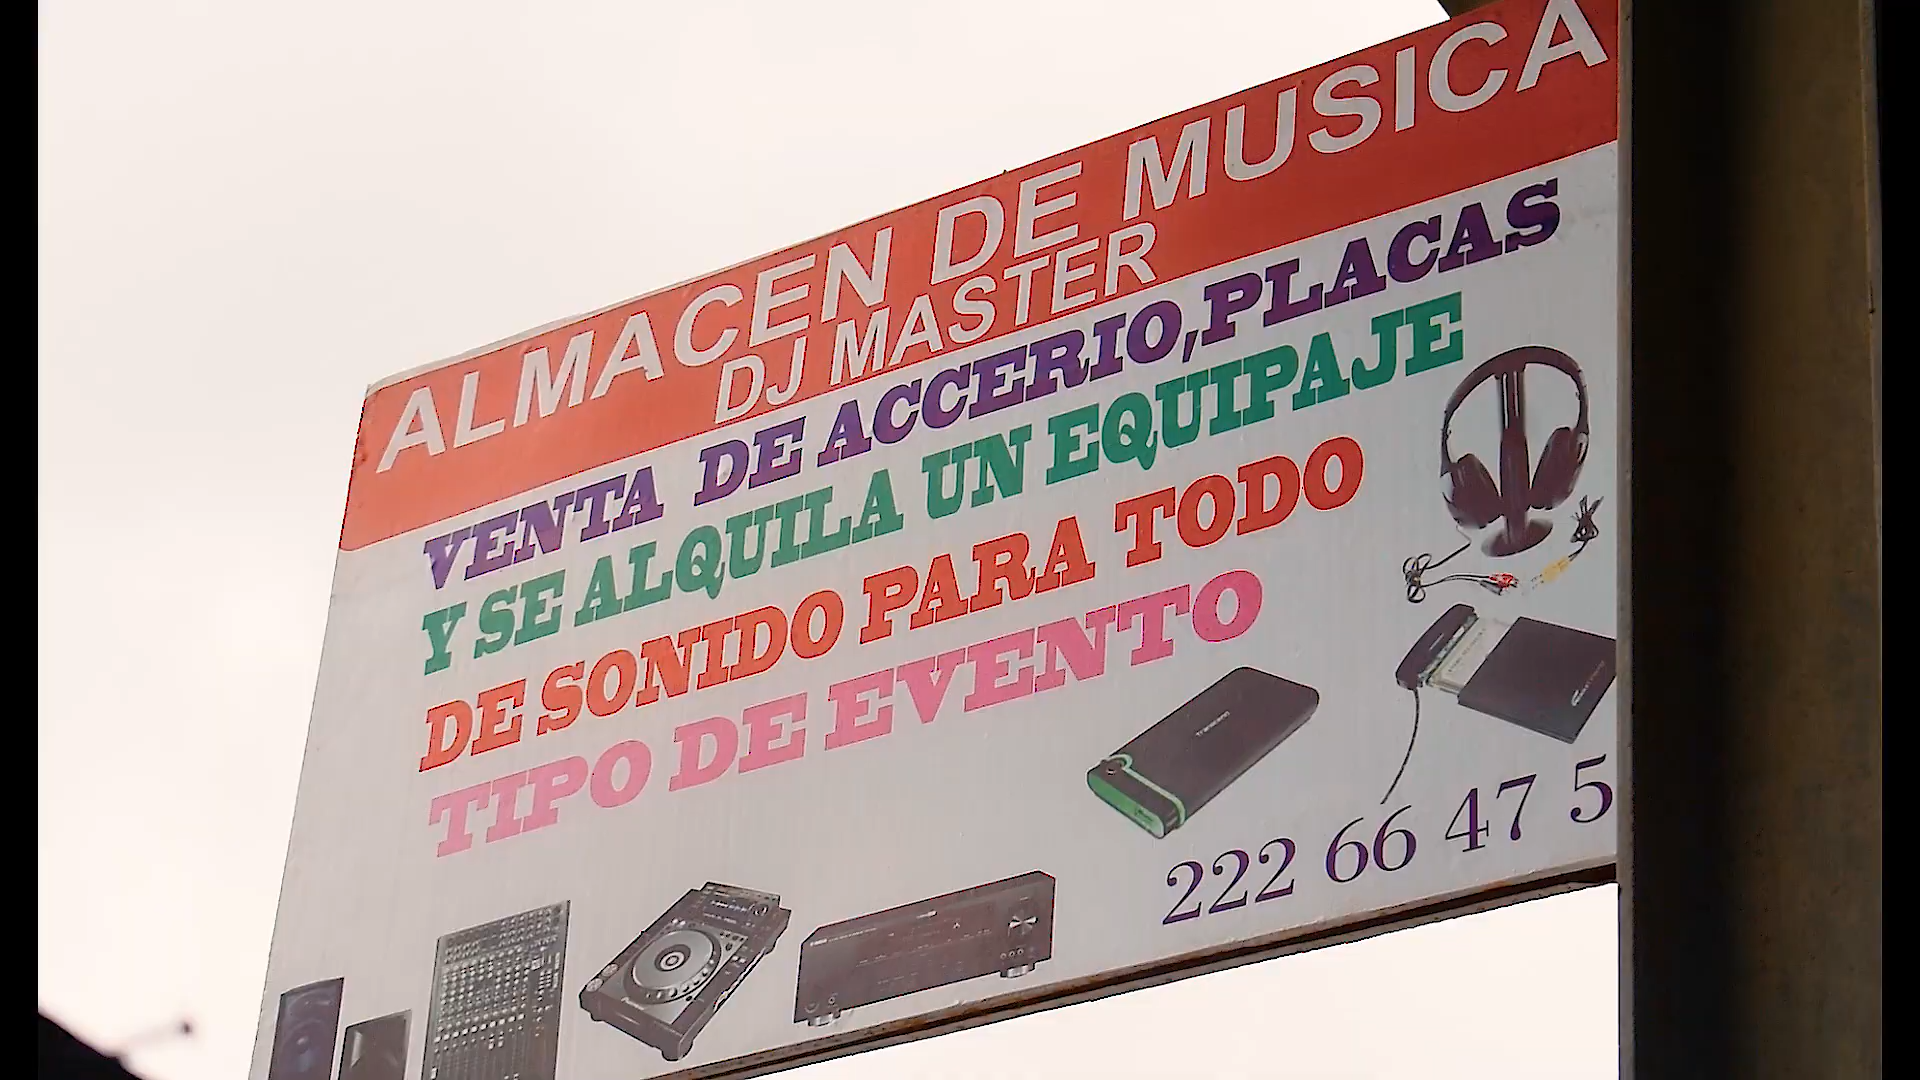 ALMACEN DE MUSICA
DJ MASTER
VENTA DE ACCERIO,PLACAS
Y SE ALQUILA UN EQUIPAJE
DE SONIDO PARA TODO
TIPO DE EVENTO
Transcend
222 66 47 5